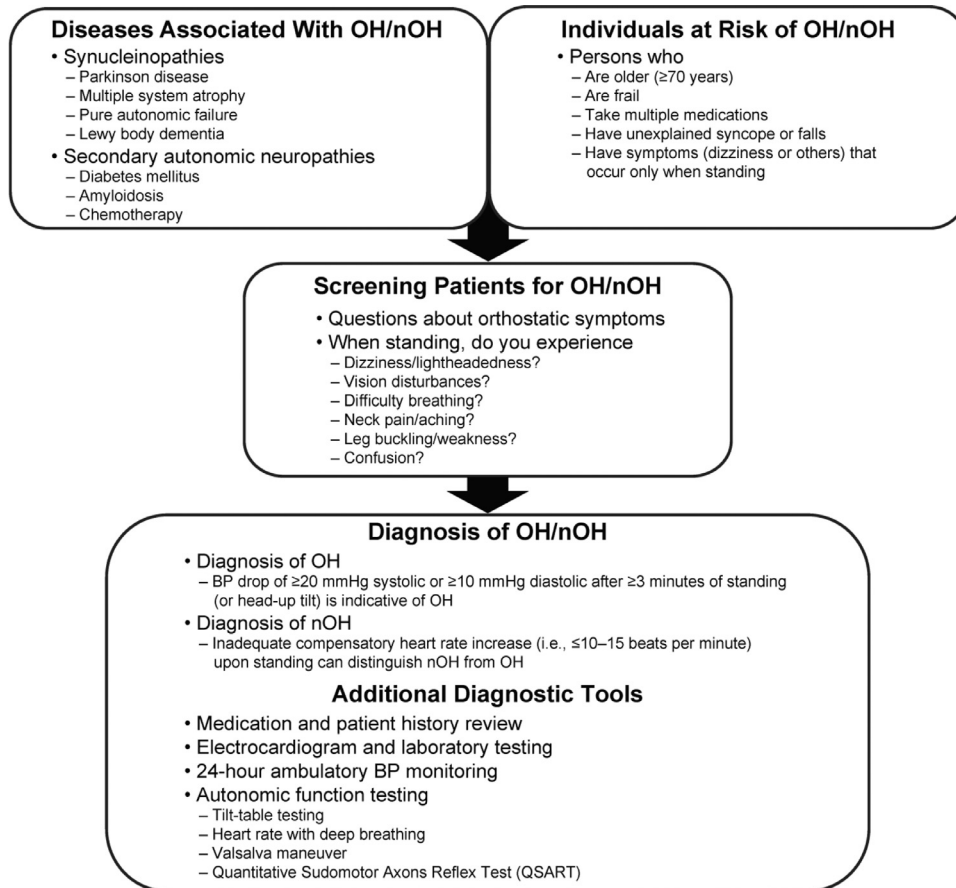 Diseases Associated With OH/nOH
• Synucleinopathies
– Parkinson disease
– Multiple system atrophy
– Pure autonomic failure
– Lewy body dementia
• Secondary autonomic neuropathies
– Diabetes mellitus
– Amyloidosis
– Chemotherapy
Individuals at Risk of OH/nOH
• Persons who
– Are older (≥70 years)
– Are frail
– Take multiple medications
– Have unexplained syncope or falls
– Have symptoms (dizziness or others) that
occur only when standing
Screening Patients for OH/nOH
• Questions about orthostatic symptoms
• When standing, do you experience
– Dizziness/lightheadedness?
– Vision disturbances?
– Difficulty breathing?
– Neck pain/aching?
– Leg buckling/weakness?
– Confusion?
Diagnosis of OH/nOH
• Diagnosis of OH
– BP drop of ≥20 mmHg systolic or ≥10 mmHg diastolic after ≥3 minutes of standing
(or head-up tilt) is indicative of OH
• Diagnosis of nOH
– Inadequate compensatory heart rate increase (i.e., ≤10–15 beats per minute)
upon standing can distinguish nOH from OH
Additional Diagnostic Tools
• Medication and patient history review
• Electrocardiogram and laboratory testing
• 24-hour ambulatory BP monitoring
• Autonomic function testing
– Tilt-table testing
– Heart rate with deep breathing
– Valsalva maneuver
– Quantitative Sudomotor Axons Reflex Test (QSART)